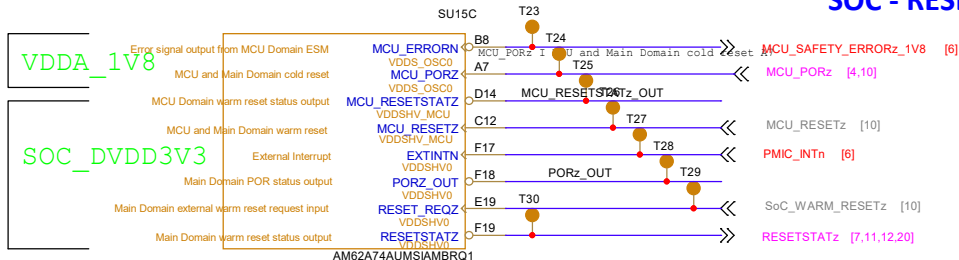 SOC - RESE
SU15C
T23
Error signal output from MCU Domain ESM
MCU_ERRORN
B8
MCU_SAFETY_ERRORz_1V8 [6]
VDDS_OSC0
T24
VDDA_1V8
MCU and Main Domain cold reset
MCU_PORZ
A7
MCU_PORz [4,10]
VDDS_OSC0
T25
MCU Domain warm reset status output
MCU_RESETSTATZ
D14
MCU_RESETSTATz_OUT
VDDSHV_MCU
T26
MCU and Main Domain warm reset
MCU_RESETZ
C12
MCU_RESETz [10]
VDDSHV_MCU
T27
SOC_DVDD3V3
External Interrupt
EXTINTN
F17
PMIC_INTn [6]
VDDSHV0
T28
Main Domain POR status output
PORZ_OUT
F18
PORz_OUT
VDDSHV0
T29
Main Domain external warm reset request input
RESET_REQZ
E19
SoC_WARM_RESETz [10]
VDDSHV0
T30
Main Domain warm reset status output
RESETSTATZ
F19
RESETSTATz [7,11,12,20]
VDDSHV0
AM62A74AUMSIAMBRQ1